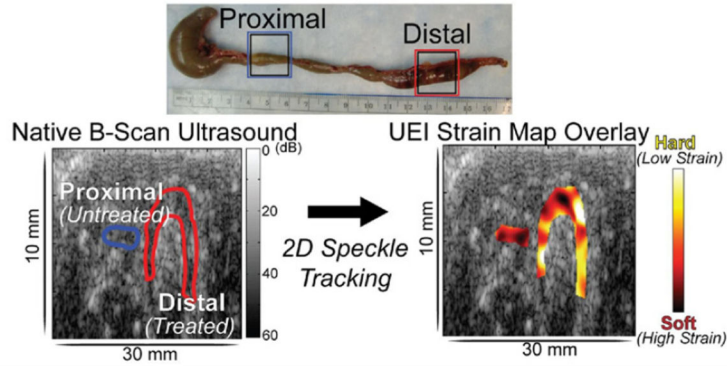 Proximal
Distal
Native B-Scan Ultrasound
UEI Strain Map Overlay
0 (dB)
20
40
60
Proximal
(Untreated)
Distal
(Treated)
10 mm
30 mm
2D Speckle
Tracking
10 mm
30 mm
Hard
(Low Strain)
Soft
(High Strain)